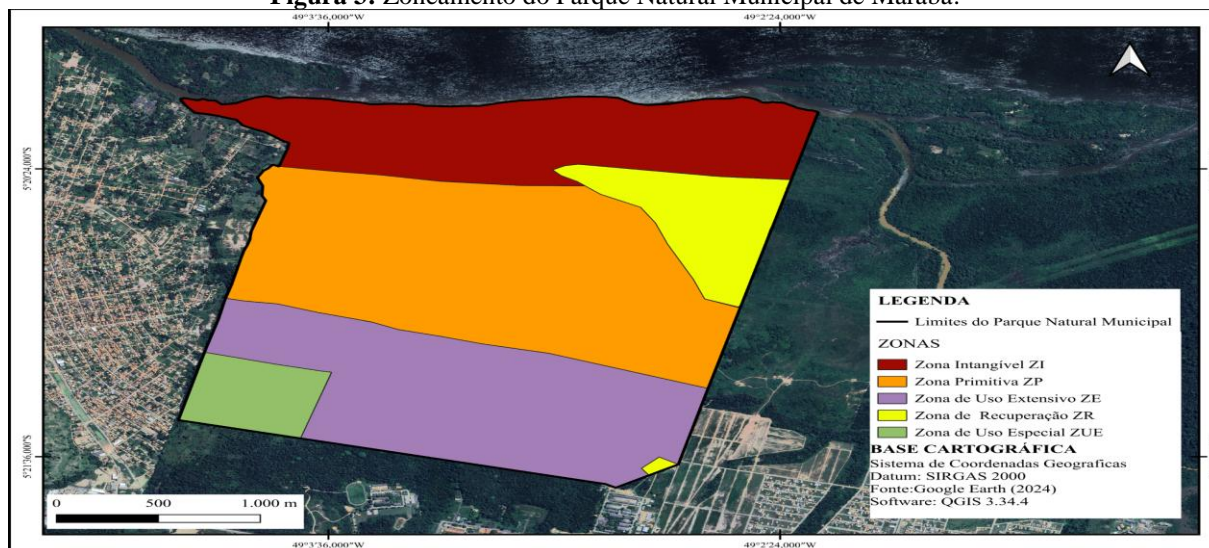 Figura 3: Zoneamento do Parque Natural Municipal de Marabá.
49°3'36,000"W
49°2'24,000"W
5°20'24,000"S
5°21'36,000"S
LEGENDA
Limites do Parque Natural Municipal
ZONAS
Zona Intangível ZI
Zona Primitiva ZP
Zona de Uso Extensivo ZE
Zona de Recuperação ZR
Zona de Uso Especial ZUE
BASE CARTOGRÁFICA
Sistema de Coordenadas Geograficas
Datum: SIRGAS 2000
Fonte:Google Earth (2024)
Software: QGIS 3.34.4
0 500 1.000 m
49°3'36,000"W
49°2'24,000"W